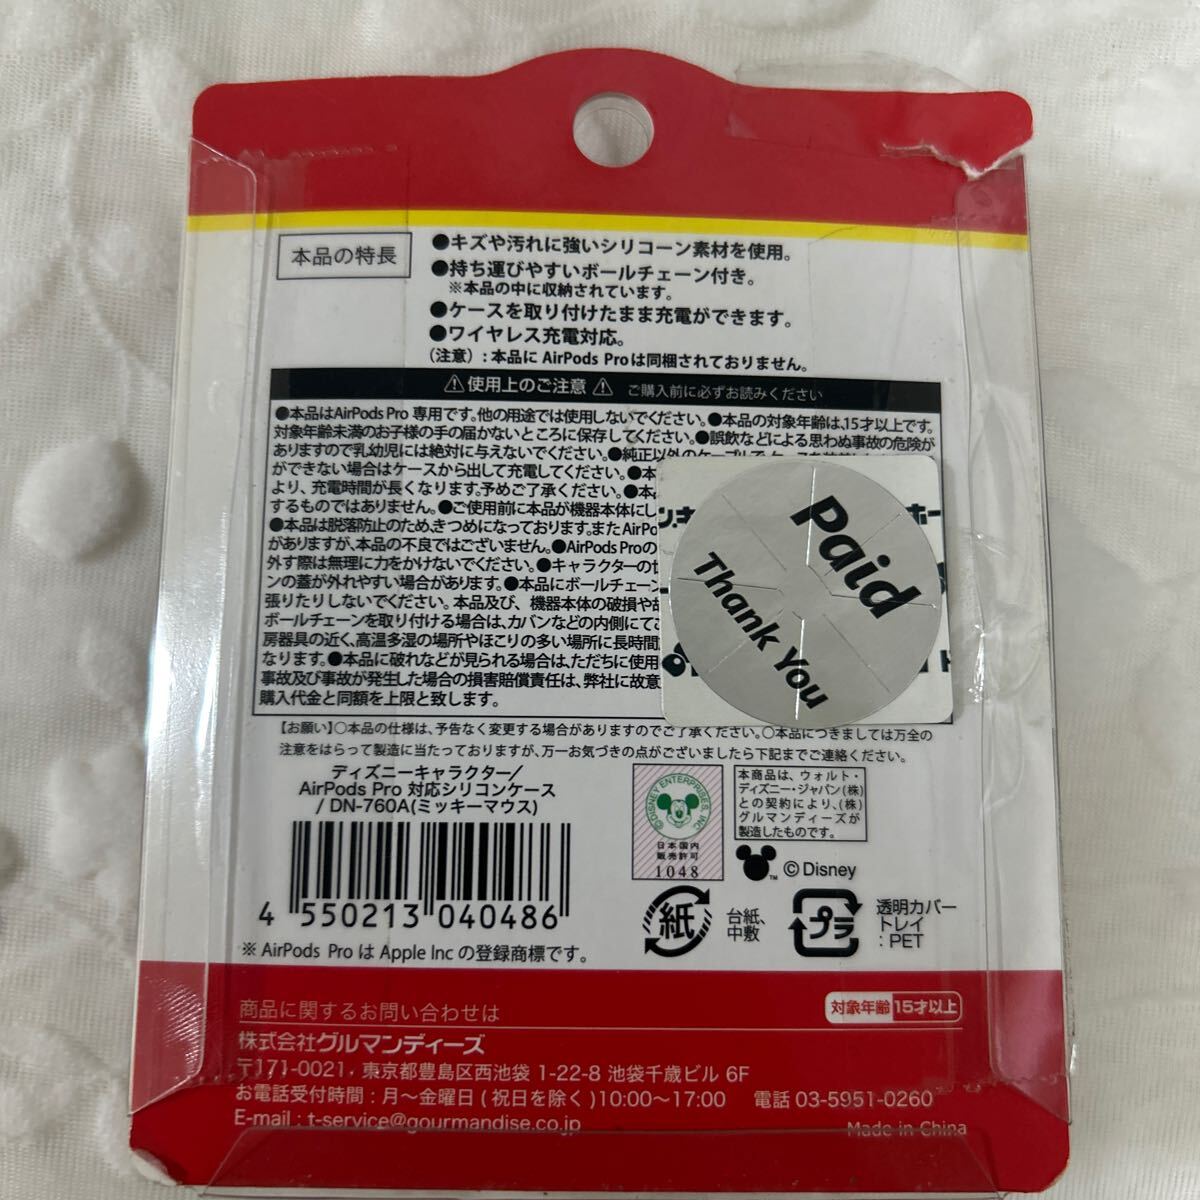 本品の特長
●キズや汚れに強いシリコーン素材を使用。
●持ち運びやすいボールチェーン付き。
※本品の中に収納されています。
●ケースを取り付けたまま充電ができます。
●ワイヤレス充電対応。
（注意）：本品に AirPods Proは同梱されておりません。
⚠使用上のご注意⚠ ご購入前に必ずお読みください
●本品はAirPods Pro 専用です。他の用途では使用しないでください。●本品の対象年齢は、15才以上です。
対象年齢未満のお子様の手の届かないところに保存してください。●誤飲などによる思わぬ事故の危険が
ありますので乳幼児には絶対に与えないでください。●純正以外のケーブルで、ケースを
ができない場合はケースから出して充電してください。●本
より、充電時間が長くなります。予めご了承ください。●本
するものではありません。●ご使用前に本品が機器本体にし
●本品は脱落防止のため、きつめになっております。またAirPo
がありますが、本品の不良ではございません。●AirPods Proの
外す際は無理に力をかけないでください。●キャラクターの
ンの蓋が外れやすい場合があります。●本品にボールチェーン
張りたりしないでください。本品及び、機器本体の破損や故
ボールチェーンを取り付ける場合は、カバンなどの内側にてご
房器具の近く、高温多湿の場所やほこりの多い場所に長時間
なります。●本品に破れなどが見られる場合は、ただちに使用
事故及び事故が発生した場合の損害賠償責任は、弊社に故意
購入代金と同額を上限と致します。
Paid
Thank You
【お願い】○本品の仕様は、予告なく変更する場合がありますのでご了承ください。○本品につきましては万全の
注意をはらって製造に当たっておりますが、万一お気づきの点がございましたら下記までご連絡ください。
ディズニーキャラクター/
AirPods Pro 対応シリコンケース
/ DN-760A(ミッキーマウス)
4 550213 040486
※ AirPods Pro は Apple Inc の登録商標です。
©DISNEY ENTERPRISES, INC
日本国内
販売許可
1048
本商品は、ウォルト・
ディズニー・ジャパン(株)
との契約により、(株)
グルマンディーズが
製造したものです。
TM ©Disney
紙
台紙、
中敷
プラ
透明カバー
トレイ
：PET
商品に関するお問い合わせは
対象年齢 15才以上
株式会社グルマンディーズ
〒171-0021，東京都豊島区西池袋 1-22-8 池袋千歳ビル 6F
お電話受付時間：月〜金曜日(祝日を除く)10:00〜17:00 電話 03-5951-0260
E-mail : t-service@gourmandise.co.jp
Made in China